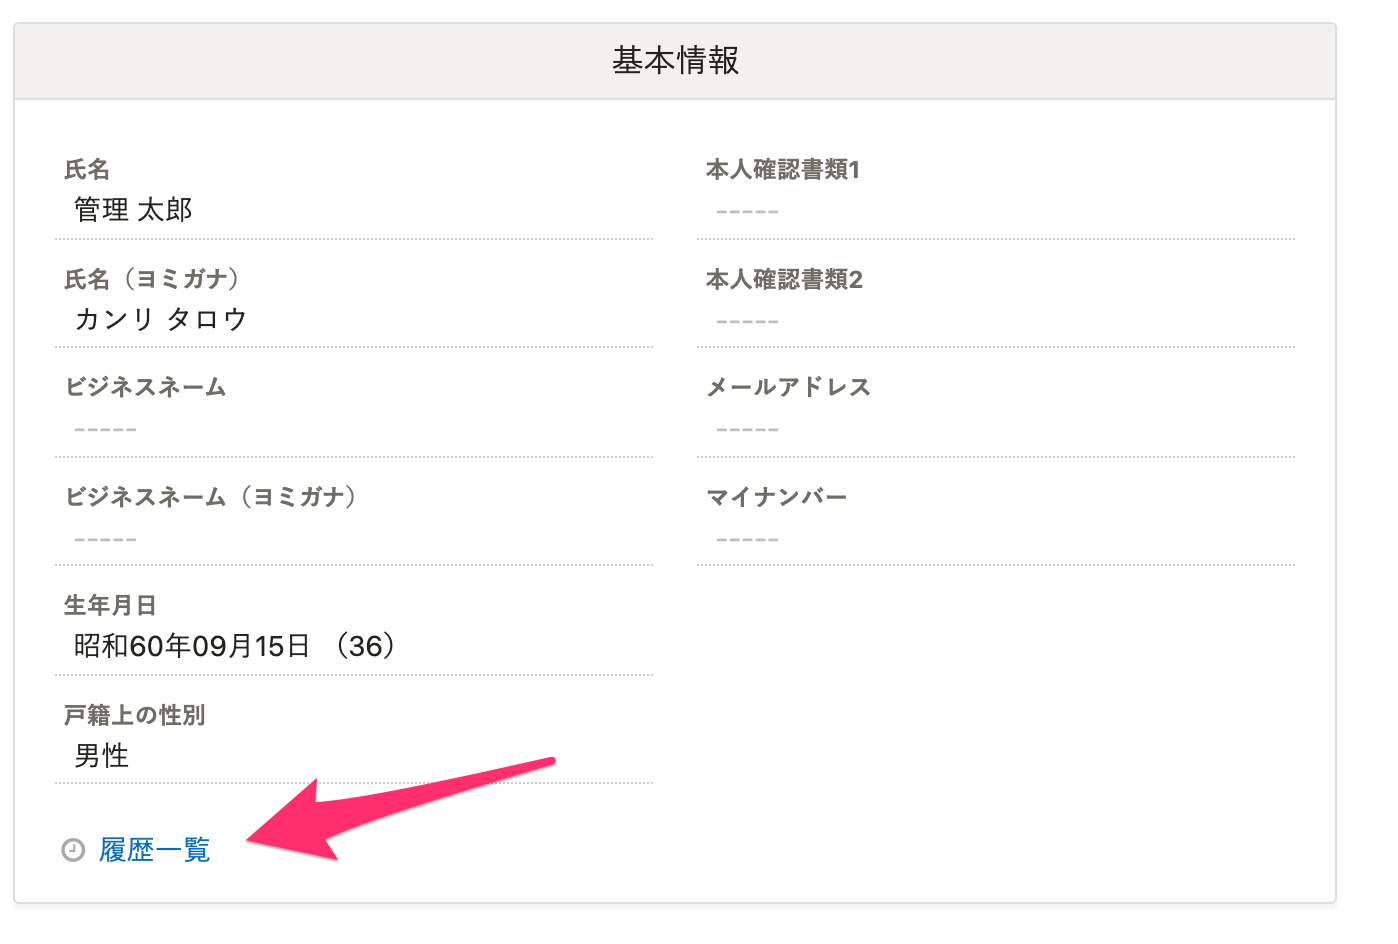 基本情報
氏名
管理 太郎
氏名（ヨミガナ）
カンリ タロウ
ビジネスネーム
-----
ビジネスネーム（ヨミガナ）
-----
生年月日
昭和60年09月15日 （36）
戸籍上の性別
男性
履歴一覧
本人確認書類1
-----
本人確認書類2
-----
メールアドレス
-----
マイナンバー
-----